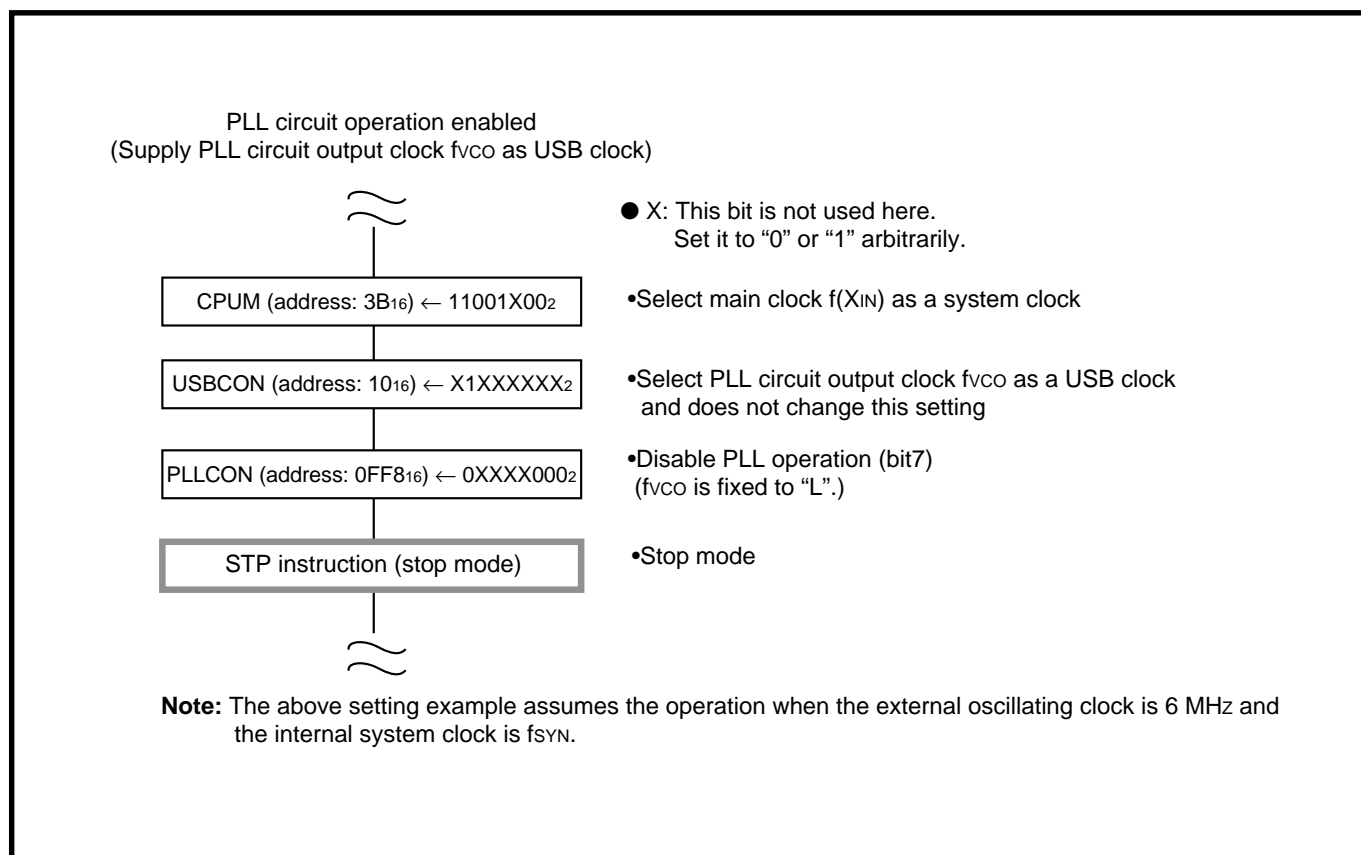 PLL circuit operation enabled
(Supply PLL circuit output clock fVCO as USB clock)
● X: This bit is not used here.
Set it to “0” or “1” arbitrarily.
CPUM (address: 3B16) ← 11001X002
•Select main clock f(XIN) as a system clock
USBCON (address: 1016) ← X1XXXXXX2
•Select PLL circuit output clock fVCO as a USB clock
and does not change this setting
PLLCON (address: 0FF816) ← 0XXXX0002
•Disable PLL operation (bit7)
(fVCO is fixed to “L”.)
STP instruction (stop mode)
•Stop mode
Note: The above setting example assumes the operation when the external oscillating clock is 6 MHz and
the internal system clock is fSYN.